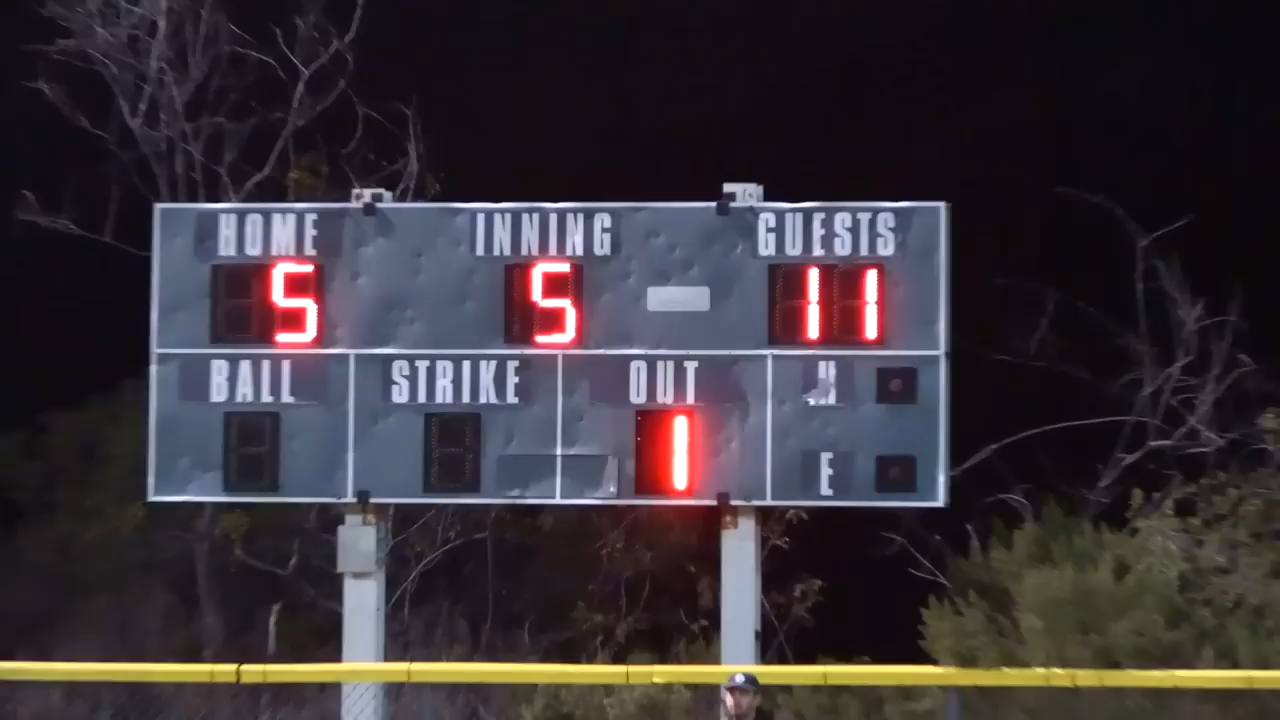 HOME INNING GUESTS
5 5 11
BALL STRIKE OUT H
1
E